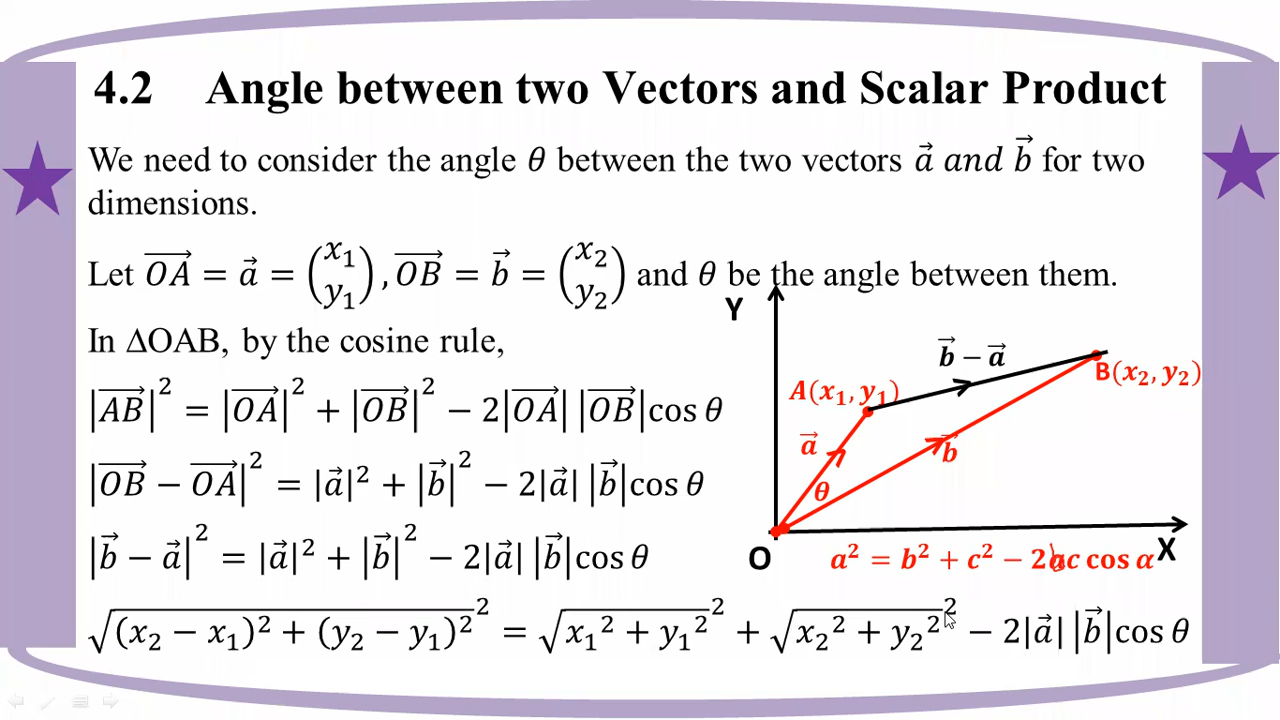 4.2 Angle between two Vectors and Scalar Product
We need to consider the angle θ between the two vectors a⃗ and b⃗ for two
dimensions.
Let OA⃗ = a⃗ = (x₁ y₁), OB⃗ = b⃗ = (x₂ y₂) and θ be the angle between them.
In ΔOAB, by the cosine rule,
|AB⃗|² = |OA⃗|² + |OB⃗|² − 2|OA⃗| |OB⃗|cos θ
|OB⃗ − OA⃗|² = |a⃗|² + |b⃗|² − 2|a⃗| |b⃗|cos θ
|b⃗ − a⃗|² = |a⃗|² + |b⃗|² − 2|a⃗| |b⃗|cos θ
√((x₂ − x₁)² + (y₂ − y₁)²)² = √(x₁² + y₁²)² + √(x₂² + y₂²)² − 2|a⃗| |b⃗|cos θ
Y
b⃗ − a⃗
A(x₁, y₁)
B(x₂, y₂)
a⃗
b⃗
θ
O
X
a² = b² + c² − 2 c cos α